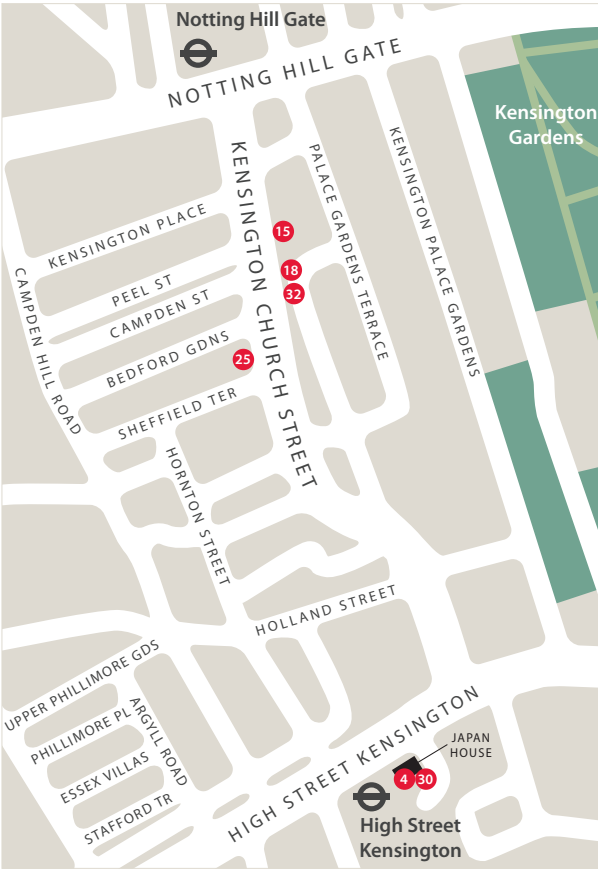 Notting Hill Gate
NOTTING HILL GATE
Kensington
Gardens
KENSINGTON CHURCH STREET
PALACE GARDENS TERRACE
KENSINGTON PALACE GARDENS
KENSINGTON PLACE
15
PEEL ST
18
CAMPDEN ST
32
CAMPDEN HILL ROAD
BEDFORD GDNS
25
SHEFFIELD TER
HORNTON STREET
HOLLAND STREET
UPPER PHILLIMORE GDS
PHILLIMORE PL
ARGYLL ROAD
ESSEX VILLAS
STAFFORD TR
HIGH STREET KENSINGTON
JAPAN
HOUSE
4
30
High Street
Kensington